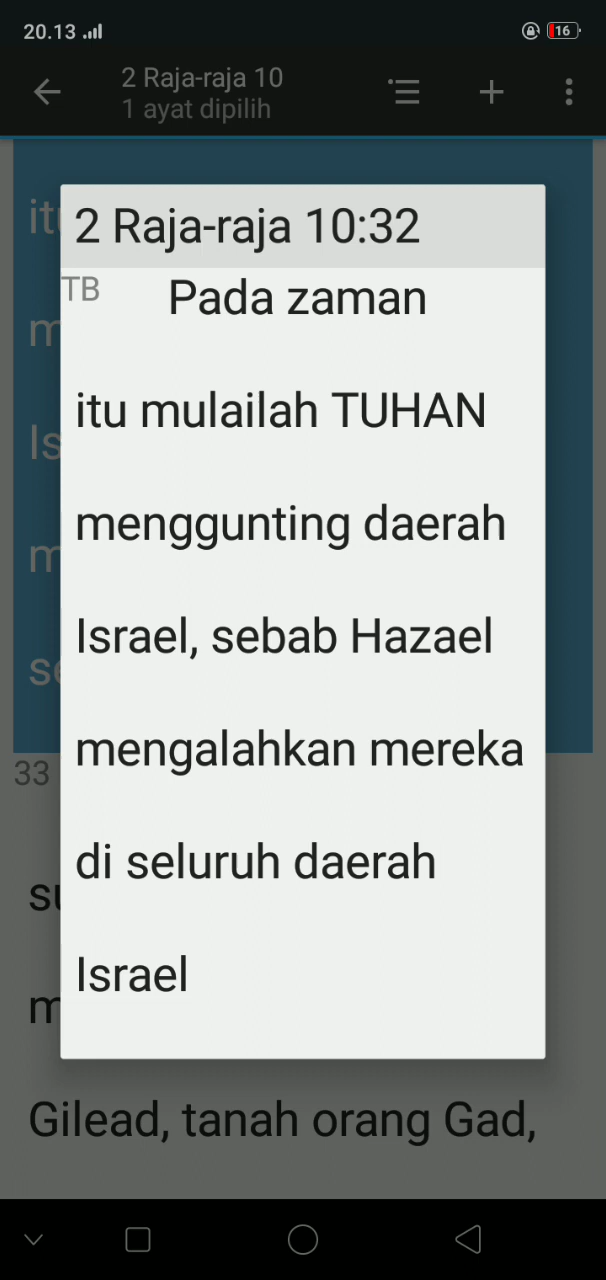 20.13
16
2 Raja-raja 10
1 ayat dipilih
2 Raja-raja 10:32
TB Pada zaman
itu mulailah TUHAN
menggunting daerah
Israel, sebab Hazael
mengalahkan mereka
di seluruh daerah
Israel
33
Gilead, tanah orang Gad,